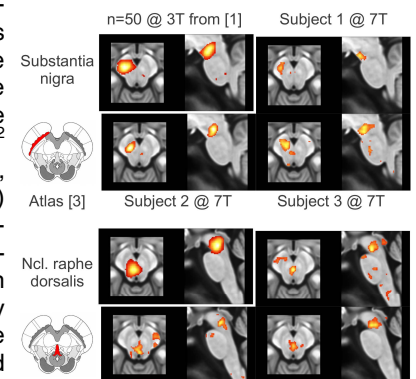 n=50 @ 3T from [1]
Subject 1 @ 7T
Substantia
nigra
Atlas [3]
Subject 2 @ 7T
Subject 3 @ 7T
Ncl. raphe
dorsalis